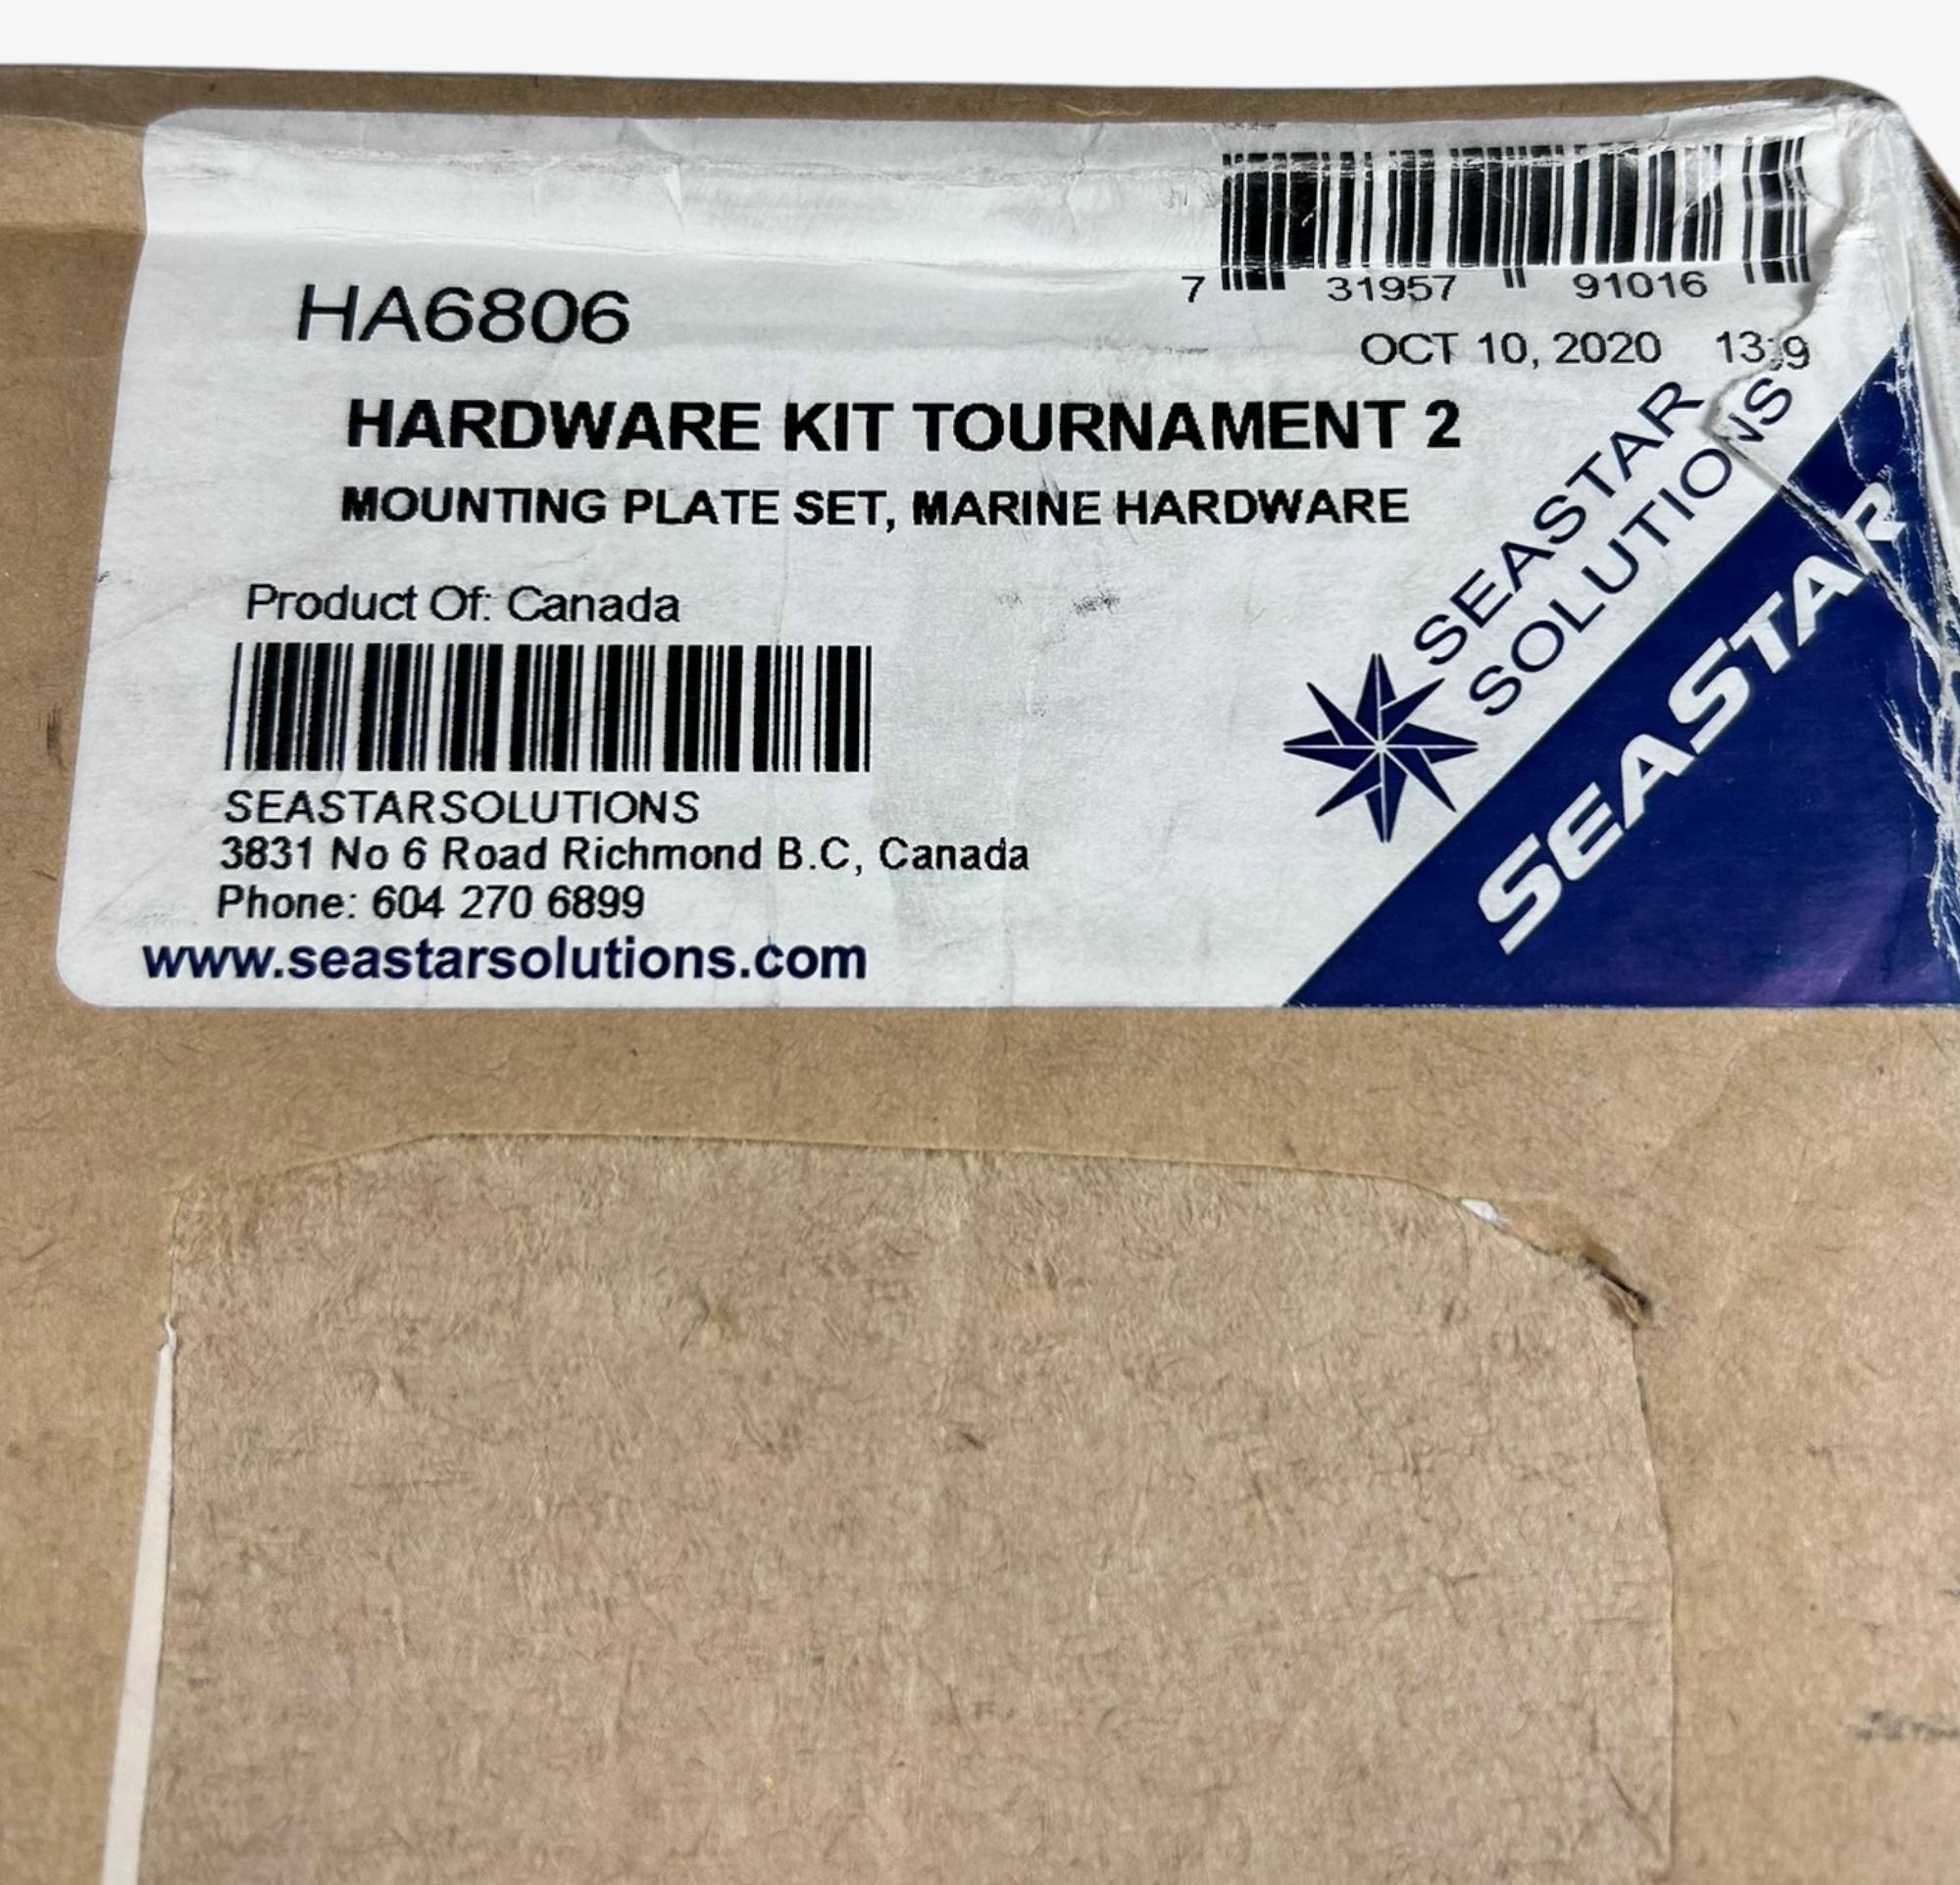 7 31957 91016
HA6806
OCT 10, 2020
HARDWARE KIT TOURNAMENT 2
MOUNTING PLATE SET, MARINE HARDWARE
Product Of: Canada
SEASTAR
SOLUTIONS
SEASTAR
SEASTARSOLUTIONS
3831 No 6 Road Richmond B.C, Canada
Phone: 604 270 6899
www.seastarsolutions.com